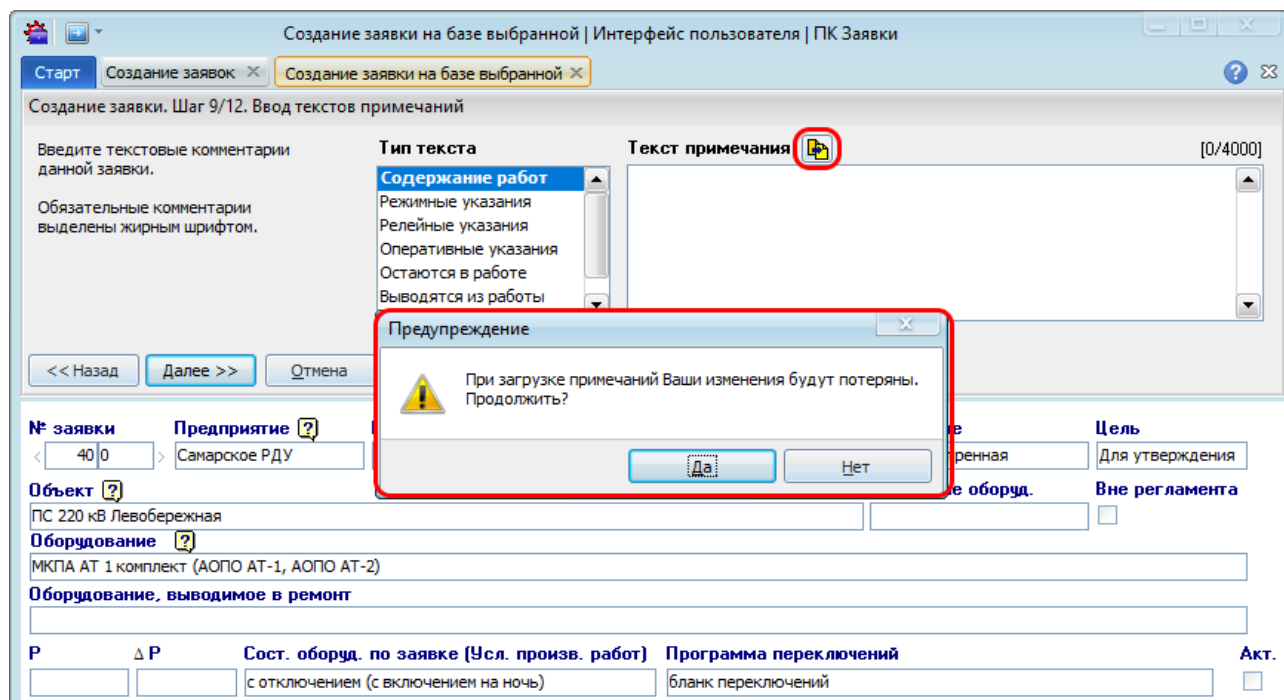 Создание заявки на базе выбранной | Интерфейс пользователя | ПК Заявки
Старт Создание заявок Создание заявки на базе выбранной
Создание заявки. Шаг 9/12. Ввод текстов примечаний
Введите текстовые комментарии
данной заявки.
Обязательные комментарии
выделены жирным шрифтом.
Тип текста
Содержание работ
Режимные указания
Релейные указания
Оперативные указания
Остаются в работе
Выводятся из работы
Текст примечания [0/4000]
<< Назад Далее >> Отмена
Предупреждение
При загрузке примечаний Ваши изменения будут потеряны.
Продолжить?
Да Нет
№ заявки Предприятие Цель
40 0 Самарское РДУ ренная Для утверждения
Объект е оборуд. Вне регламента
ПС 220 кВ Левобережная
Оборудование
МКПА АТ 1 комплект (АОПО АТ-1, АОПО АТ-2)
Оборудование, выводимое в ремонт
P Δ P Сост. оборуд. по заявке (Усл. произв. работ) Программа переключений Акт.
с отключением (с включением на ночь) бланк переключений